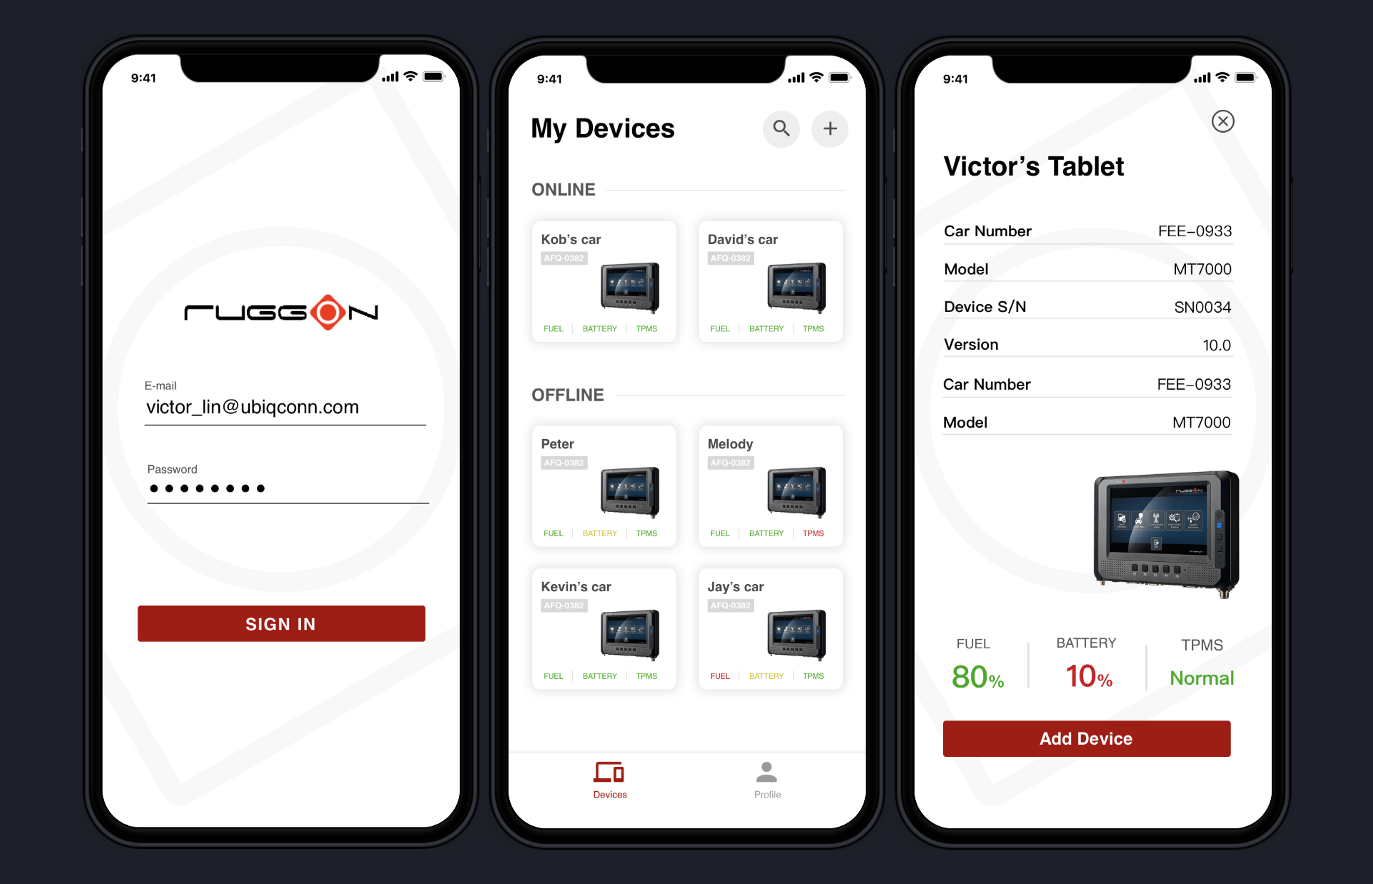 9:41
RUGGON
E-mail
victor_lin@ubiqconn.com
Password
SIGN IN
9:41
My Devices
ONLINE
Kob's car
AFQ-0382
FUEL BATTERY TPMS
David's car
AFQ-0382
FUEL BATTERY TPMS
OFFLINE
Peter
AFQ-0382
FUEL BATTERY TPMS
Melody
AFQ-0382
FUEL BATTERY TPMS
Kevin's car
AFQ-0382
FUEL BATTERY TPMS
Jay's car
AFQ-0382
FUEL BATTERY TPMS
Devices Profile
9:41
Victor's Tablet
Car Number FEE-0933
Model MT7000
Device S/N SN0034
Version 10.0
Car Number FEE-0933
Model MT7000
RUGGON
FUEL BATTERY TPMS
80% 10% Normal
Add Device